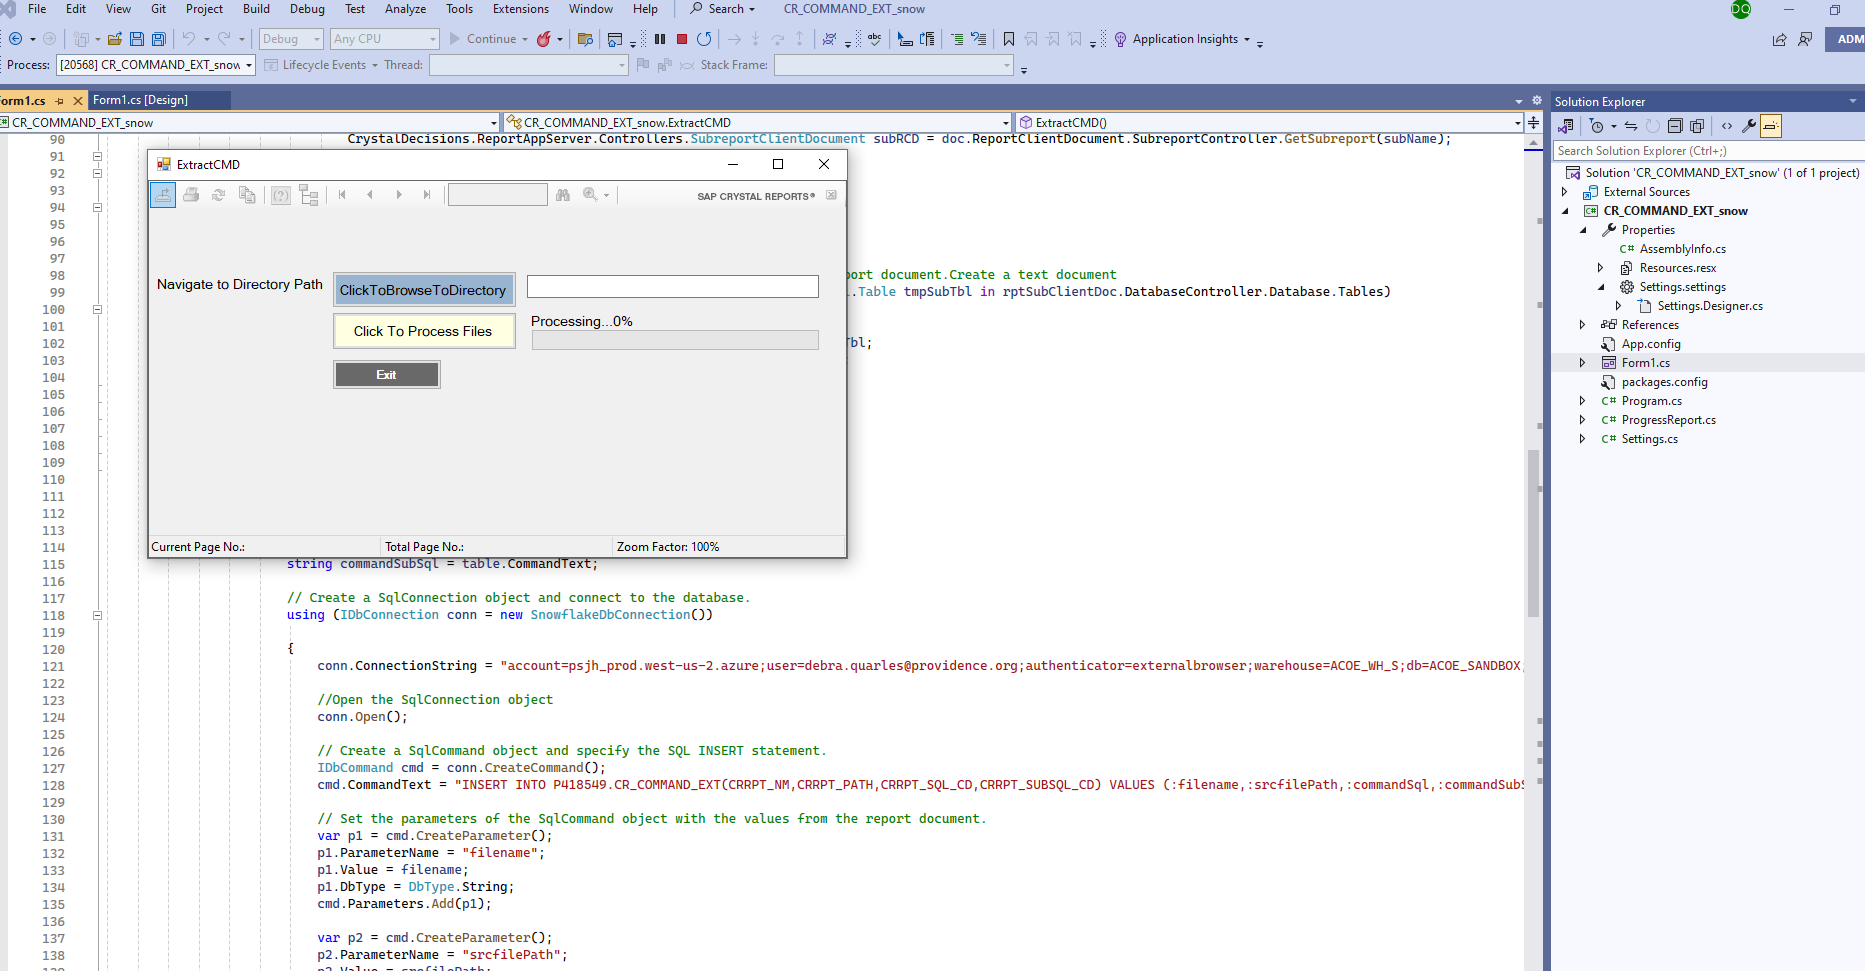 File Edit View Git Project Build Debug Test Analyze Tools Extensions Window Help Search CR_COMMAND_EXT_snow DQ
Debug Any CPU Continue abc Application Insights ADM
Process: [20568] CR_COMMAND_EXT_snow Lifecycle Events Thread: Stack Frame:
Form1.cs Form1.cs [Design]
CR_COMMAND_EXT_snow CR_COMMAND_EXT_snow.ExtractCMD ExtractCMD()
90 CrystalDecisions.ReportAppServer.Controllers.SubreportClientDocument subRCD = doc.ReportClientDocument.SubreportController.GetSubreport(subName);
91
92
93
94
95
96
97
98 port document.Create a text document
99 .Table tmpSubTbl in rptSubClientDoc.DatabaseController.Database.Tables)
100
101
102 Tbl;
103
104
105
106
107
108
109
110
111
112
113
114
115 string commandSubSql = table.CommandText;
116
117 // Create a SqlConnection object and connect to the database.
118 using (IDbConnection conn = new SnowflakeDbConnection())
119
120 {
121 conn.ConnectionString = "account=psjh_prod.west-us-2.azure;user=debra.quarles@providence.org;authenticator=externalbrowser;warehouse=ACOE_WH_S;db=ACOE_SANDBOX;
122
123 //Open the SqlConnection object
124 conn.Open();
125
126 // Create a SqlCommand object and specify the SQL INSERT statement.
127 IDbCommand cmd = conn.CreateCommand();
128 cmd.CommandText = "INSERT INTO P418549.CR_COMMAND_EXT(CRRPT_NM,CRRPT_PATH,CRRPT_SQL_CD,CRRPT_SUBSQL_CD) VALUES (:filename,:srcfilePath,:commandSql,:commandSubS
129
130 // Set the parameters of the SqlCommand object with the values from the report document.
131 var p1 = cmd.CreateParameter();
132 p1.ParameterName = "filename";
133 p1.Value = filename;
134 p1.DbType = DbType.String;
135 cmd.Parameters.Add(p1);
136
137 var p2 = cmd.CreateParameter();
138 p2.ParameterName = "srcfilePath";
139 p2.Value = srcfilePath;
ExtractCMD
SAP CRYSTAL REPORTS®
Navigate to Directory Path ClickToBrowseToDirectory
Click To Process Files Processing...0%
Exit
Current Page No.: Total Page No.: Zoom Factor: 100%
Solution Explorer
Search Solution Explorer (Ctrl+;)
Solution 'CR_COMMAND_EXT_snow' (1 of 1 project)
External Sources
C# CR_COMMAND_EXT_snow
Properties
C# AssemblyInfo.cs
Resources.resx
Settings.settings
Settings.Designer.cs
References
App.config
Form1.cs
packages.config
C# Program.cs
C# ProgressReport.cs
C# Settings.cs